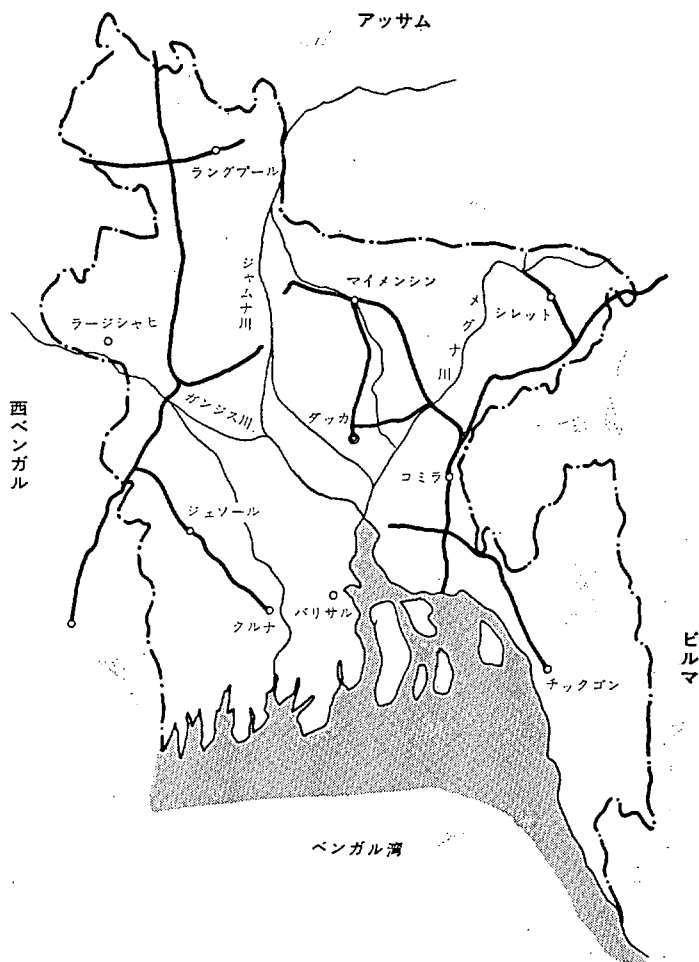 アッサム
ラングプール
ジャムナ川
マイメンシン
メグナ川
シレット
ラージシャヒ
ガンジス川
ダッカ
西ベンガル
コミラ
ジェソール
クルナ
バリサル
ビルマ
チックゴン
ベンガル湾